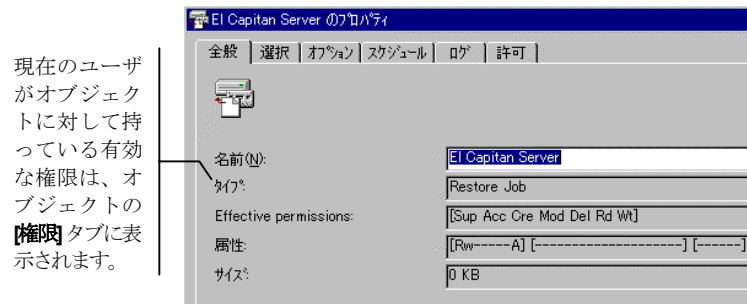 El Capitan Server のﾌﾟﾛﾊﾟﾃｨ
全般 選択 ｵﾌﾟｼｮﾝ ｽｹｼﾞｭｰﾙ ﾛｸﾞ 許可
現在のユーザ
がオブジェク
トに対して持
っている有効
な権限は、オ
ブジェクトの
[権限]タブに表
示されます。
名前(N): El Capitan Server
ﾀｲﾌﾟ: Restore Job
Effective permissions: [Sup Acc Cre Mod Del Rd Wt]
属性: [Rw-----A] [--------------------] [------]
ｻｲｽﾞ: 0 KB